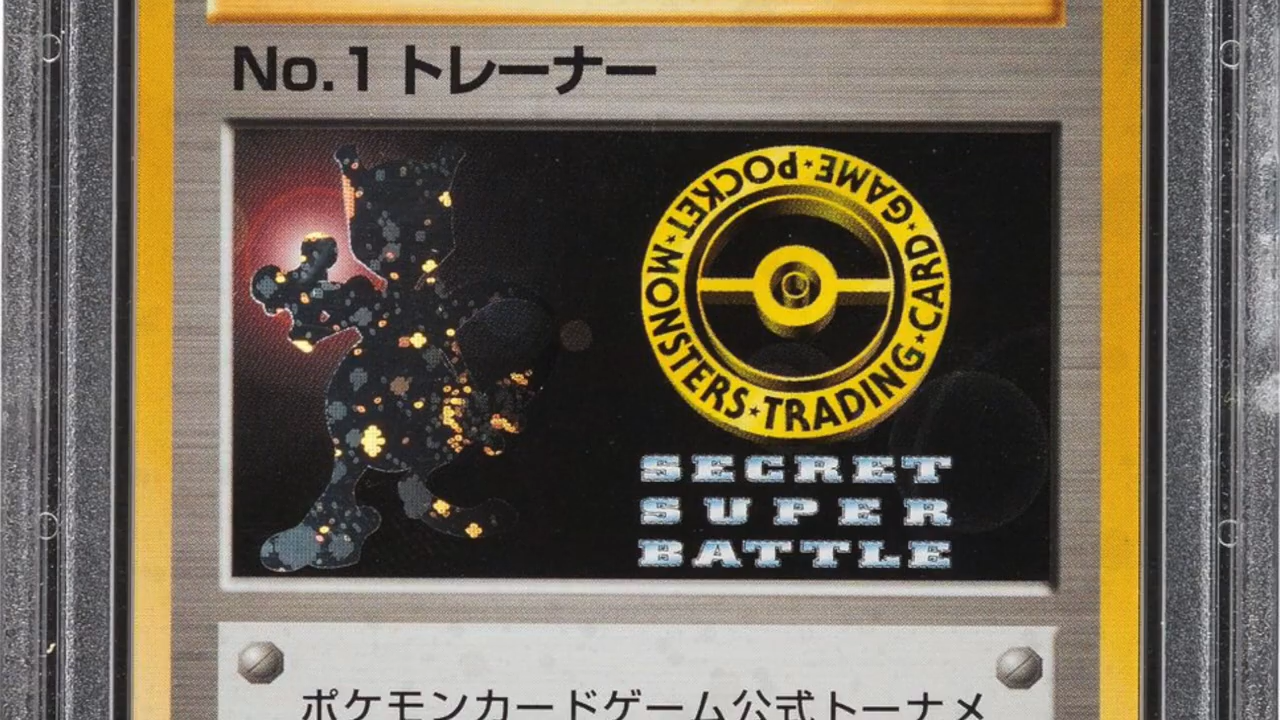 No.1 トレーナー
POCKET★MONSTERS★TRADING★CARD★GAME★
SECRET
SUPER
BATTLE
ポケモンカードゲーム公式トーナメ